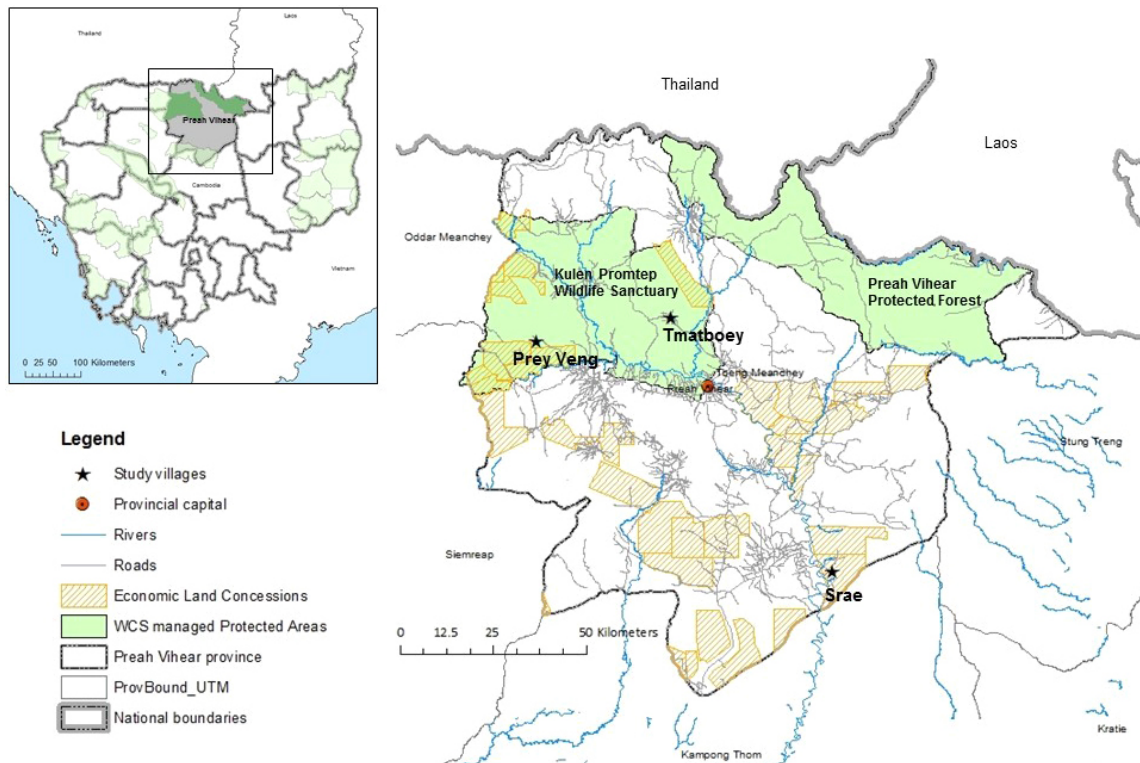 Laos
Thailand
Preah Vihear
Cambodia
Vietnam
0 25 50 100 Kilometers
Thailand
Laos
Oddar Meanchey
Kulen Promtep
Wildlife Sanctuary
Preah Vihear
Protected Forest
Tmatboey
Prey Veng
Tbeng Meanchey
Preah Vihear
Stung Treng
Siemreap
Srae
0 12.5 25 50 Kilometers
Kratie
Kampong Thom
Legend
Study villages
Provincial capital
Rivers
Roads
Economic Land Concessions
WCS managed Protected Areas
Preah Vihear province
ProvBound_UTM
National boundaries